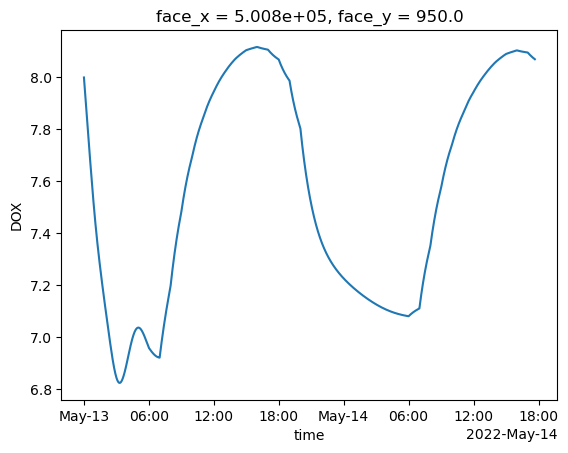 face_x = 5.008e+05, face_y = 950.0
8.0
7.8
7.6
7.4
7.2
7.0
6.8
DOX
May-13 06:00 12:00 18:00 May-14 06:00 12:00 18:00
time
2022-May-14